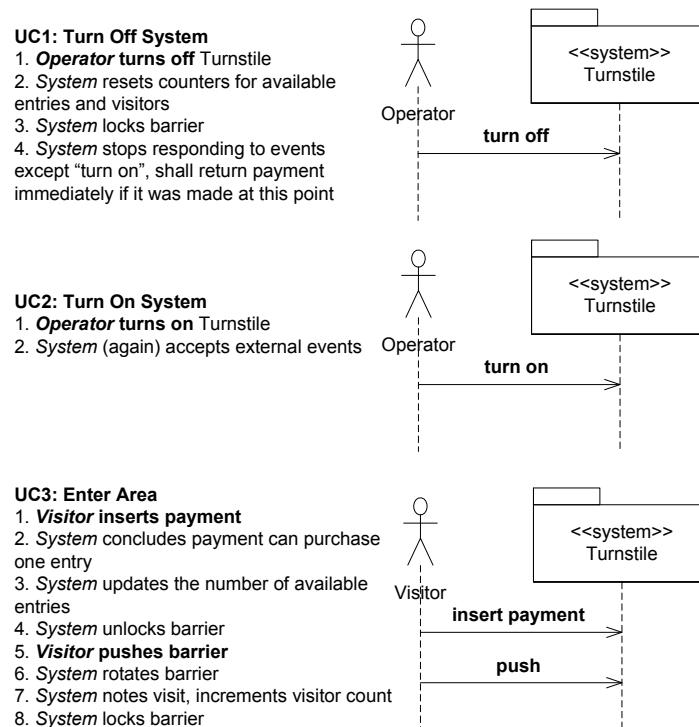 UC1: Turn Off System
1. Operator turns off Turnstile
2. System resets counters for available
entries and visitors
3. System locks barrier
4. System stops responding to events
except “turn on”, shall return payment
immediately if it was made at this point
Operator
<<system>>
Turnstile
turn off
UC2: Turn On System
1. Operator turns on Turnstile
2. System (again) accepts external events
Operator
<<system>>
Turnstile
turn on
UC3: Enter Area
1. Visitor inserts payment
2. System concludes payment can purchase
one entry
3. System updates the number of available
entries
4. System unlocks barrier
5. Visitor pushes barrier
6. System rotates barrier
7. System notes visit, increments visitor count
8. System locks barrier
Visitor
<<system>>
Turnstile
insert payment
push